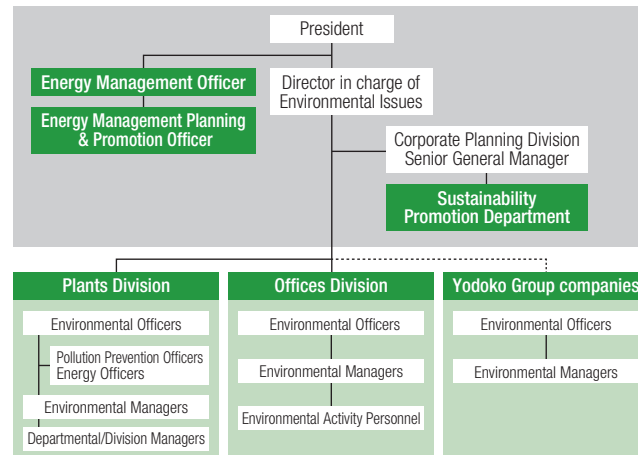 President
Energy Management Officer
Director in charge of
Environmental Issues
Energy Management Planning
& Promotion Officer
Corporate Planning Division
Senior General Manager
Sustainability
Promotion Department
Plants Division
Environmental Officers
Pollution Prevention Officers
Energy Officers
Environmental Managers
Departmental/Division Managers
Offices Division
Environmental Officers
Environmental Managers
Environmental Activity Personnel
Yodoko Group companies
Environmental Officers
Environmental Managers